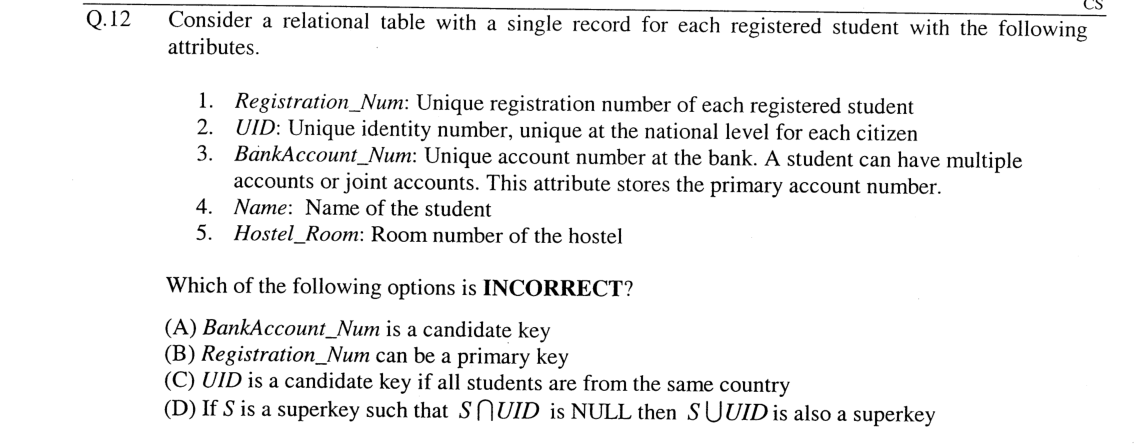 CS
Q.12 Consider a relational table with a single record for each registered student with the following
attributes.
1. Registration_Num: Unique registration number of each registered student
2. UID: Unique identity number, unique at the national level for each citizen
3. BankAccount_Num: Unique account number at the bank. A student can have multiple
accounts or joint accounts. This attribute stores the primary account number.
4. Name: Name of the student
5. Hostel_Room: Room number of the hostel
Which of the following options is INCORRECT?
(A) BankAccount_Num is a candidate key
(B) Registration_Num can be a primary key
(C) UID is a candidate key if all students are from the same country
(D) If S is a superkey such that S ⋂ UID is NULL then S ⋃ UID is also a superkey